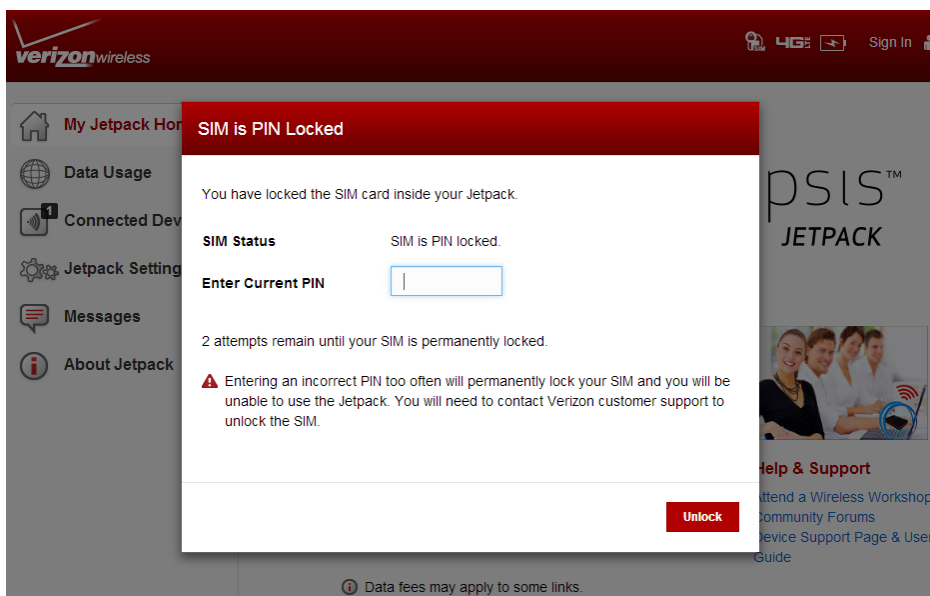 verizonwireless
SIM
4G LTE
Sign In
My Jetpack Hor
Data Usage
1
Connected Dev
Jetpack Setting
Messages
About Jetpack
SIM is PIN Locked
You have locked the SIM card inside your Jetpack.
SIM Status SIM is PIN locked.
Enter Current PIN
2 attempts remain until your SIM is permanently locked.
Entering an incorrect PIN too often will permanently lock your SIM and you will be
unable to use the Jetpack. You will need to contact Verizon customer support to
unlock the SIM.
Unlock
psis™
JETPACK
Help & Support
Attend a Wireless Workshop
Community Forums
Device Support Page & User
Guide
Data fees may apply to some links.